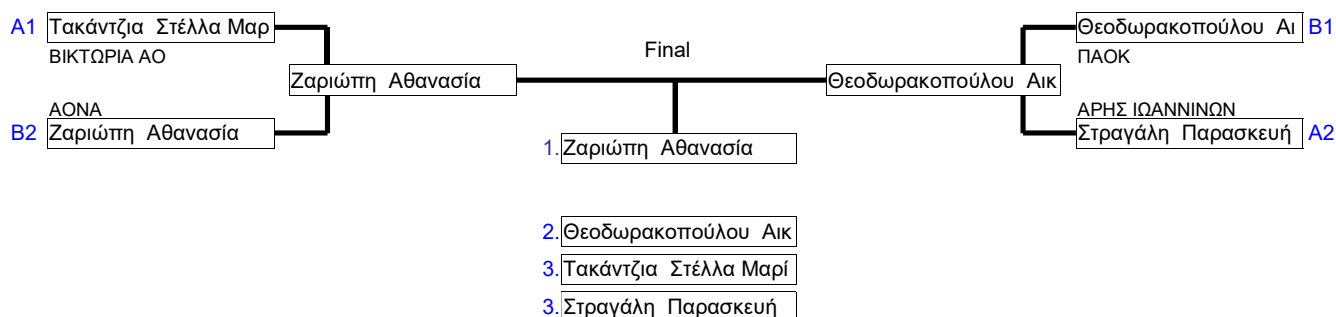 A1 Τακάντζια Στέλλα Μαρ
ΒΙΚΤΩΡΙΑ ΑΟ
Θεοδωρακοπούλου Αι B1
ΠΑΟΚ
Final
Ζαριώπη Αθανασία
Θεοδωρακοπούλου Αικ
ΑΟΝΑ
B2 Ζαριώπη Αθανασία
ΑΡΗΣ ΙΩΑΝΝΙΝΩΝ
Στραγάλη Παρασκευή A2
1. Ζαριώπη Αθανασία
2. Θεοδωρακοπούλου Αικ
3. Τακάντζια Στέλλα Μαρί
3. Στραγάλη Παρασκευή